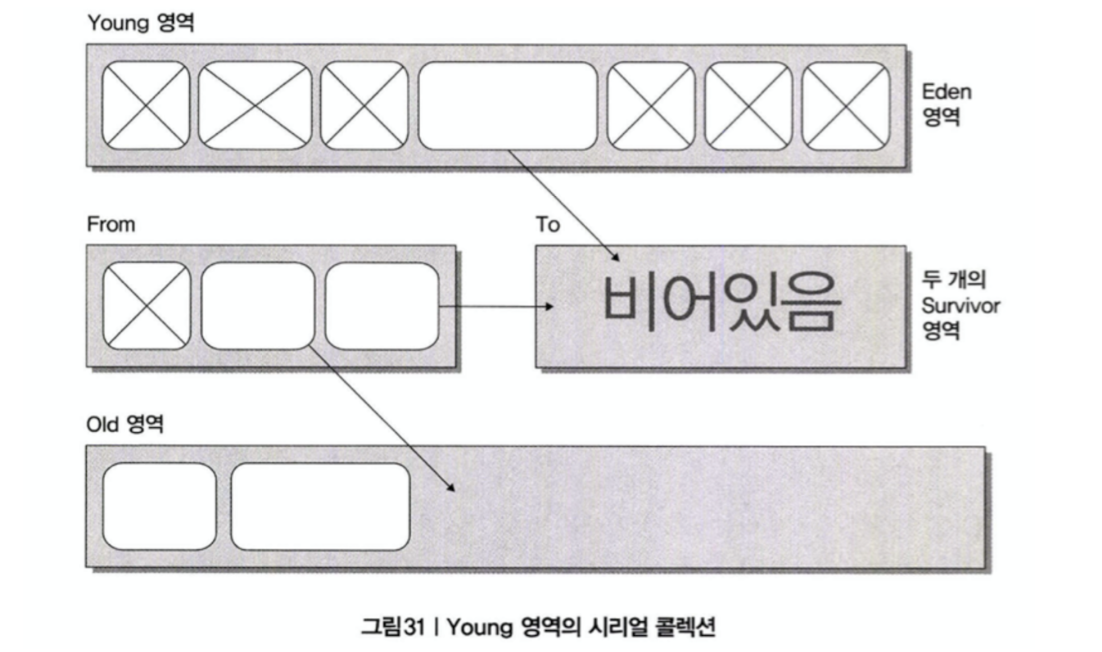 Young 영역
Eden
영역
From
To
비어있음
두 개의
Survivor
영역
Old 영역
그림31 | Young 영역의 시리얼 콜렉션